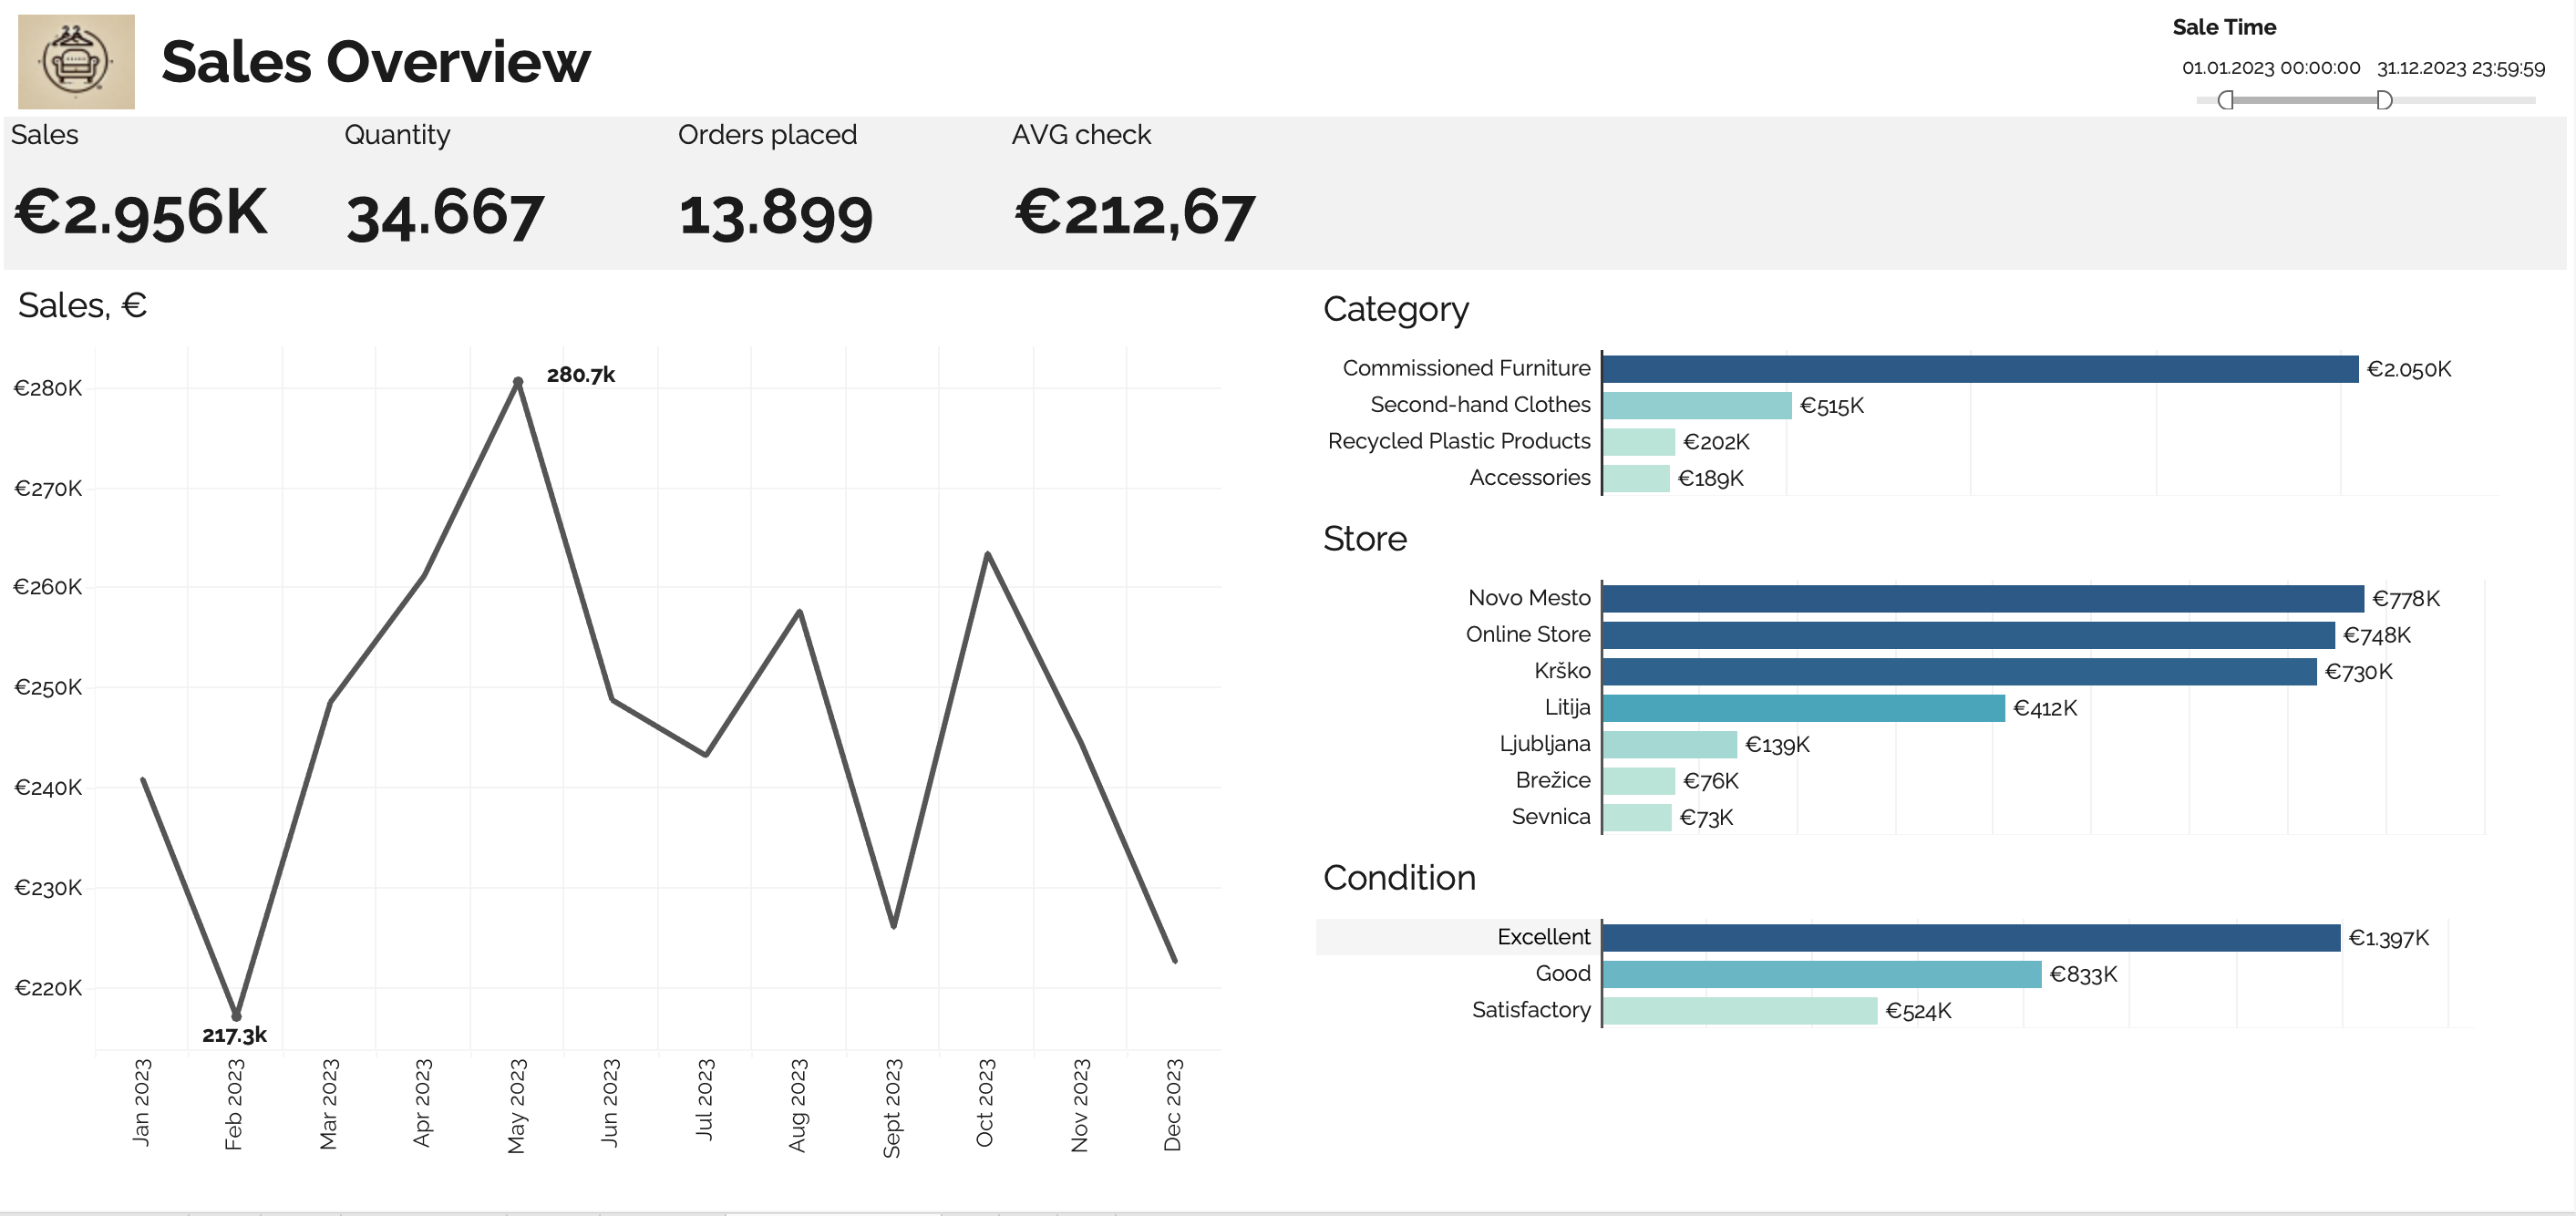 Sales Overview
Sale Time
01.01.2023 00:00:00 31.12.2023 23:59:59
Sales
€2.956K
Quantity
34.667
Orders placed
13.899
AVG check
€212,67
Sales, €
€280K
€270K
€260K
€250K
€240K
€230K
€220K
280.7k
217.3k
Jan 2023
Feb 2023
Mar 2023
Apr 2023
May 2023
Jun 2023
Jul 2023
Aug 2023
Sept 2023
Oct 2023
Nov 2023
Dec 2023
Category
Commissioned Furniture €2.050K
Second-hand Clothes €515K
Recycled Plastic Products €202K
Accessories €189K
Store
Novo Mesto €778K
Online Store €748K
Krško €730K
Litija €412K
Ljubljana €139K
Brežice €76K
Sevnica €73K
Condition
Excellent €1.397K
Good €833K
Satisfactory €524K